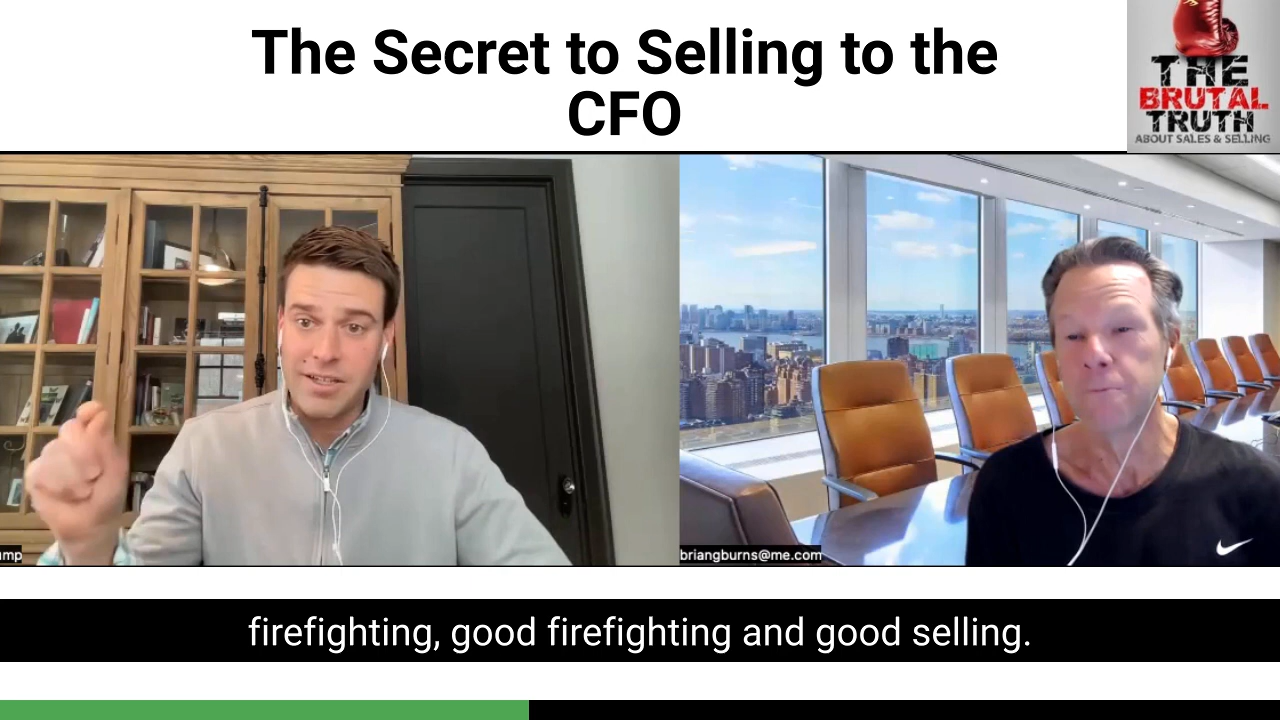 The Secret to Selling to the
CFO
THE
BRUTAL
TRUTH
ABOUT SALES & SELLING
ump
briangburns@me.com
firefighting, good firefighting and good selling.